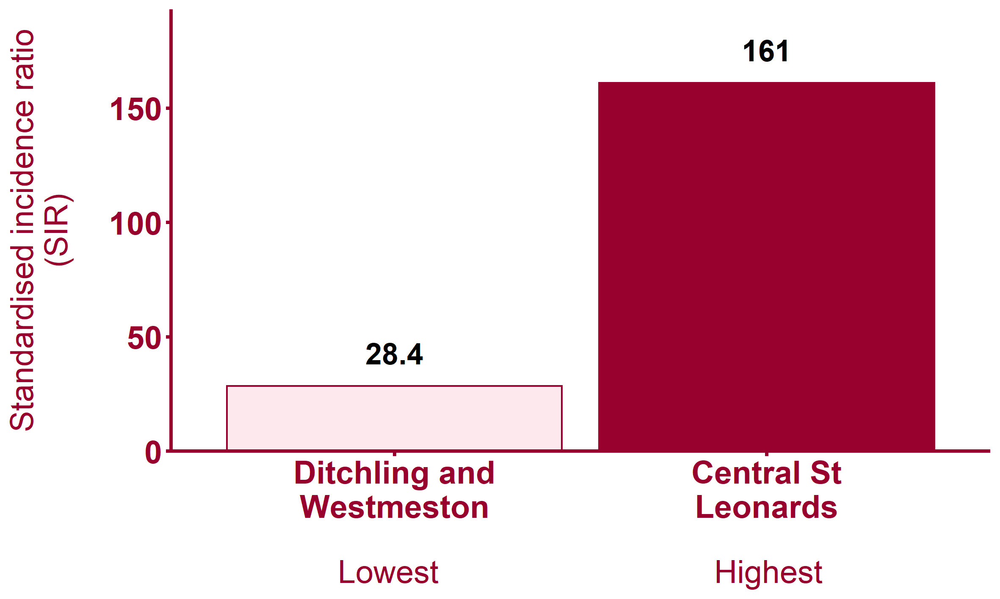 Standardised incidence ratio
(SIR)
150
100
50
0
161
28.4
Ditchling and
Westmeston
Central St
Leonards
Lowest
Highest